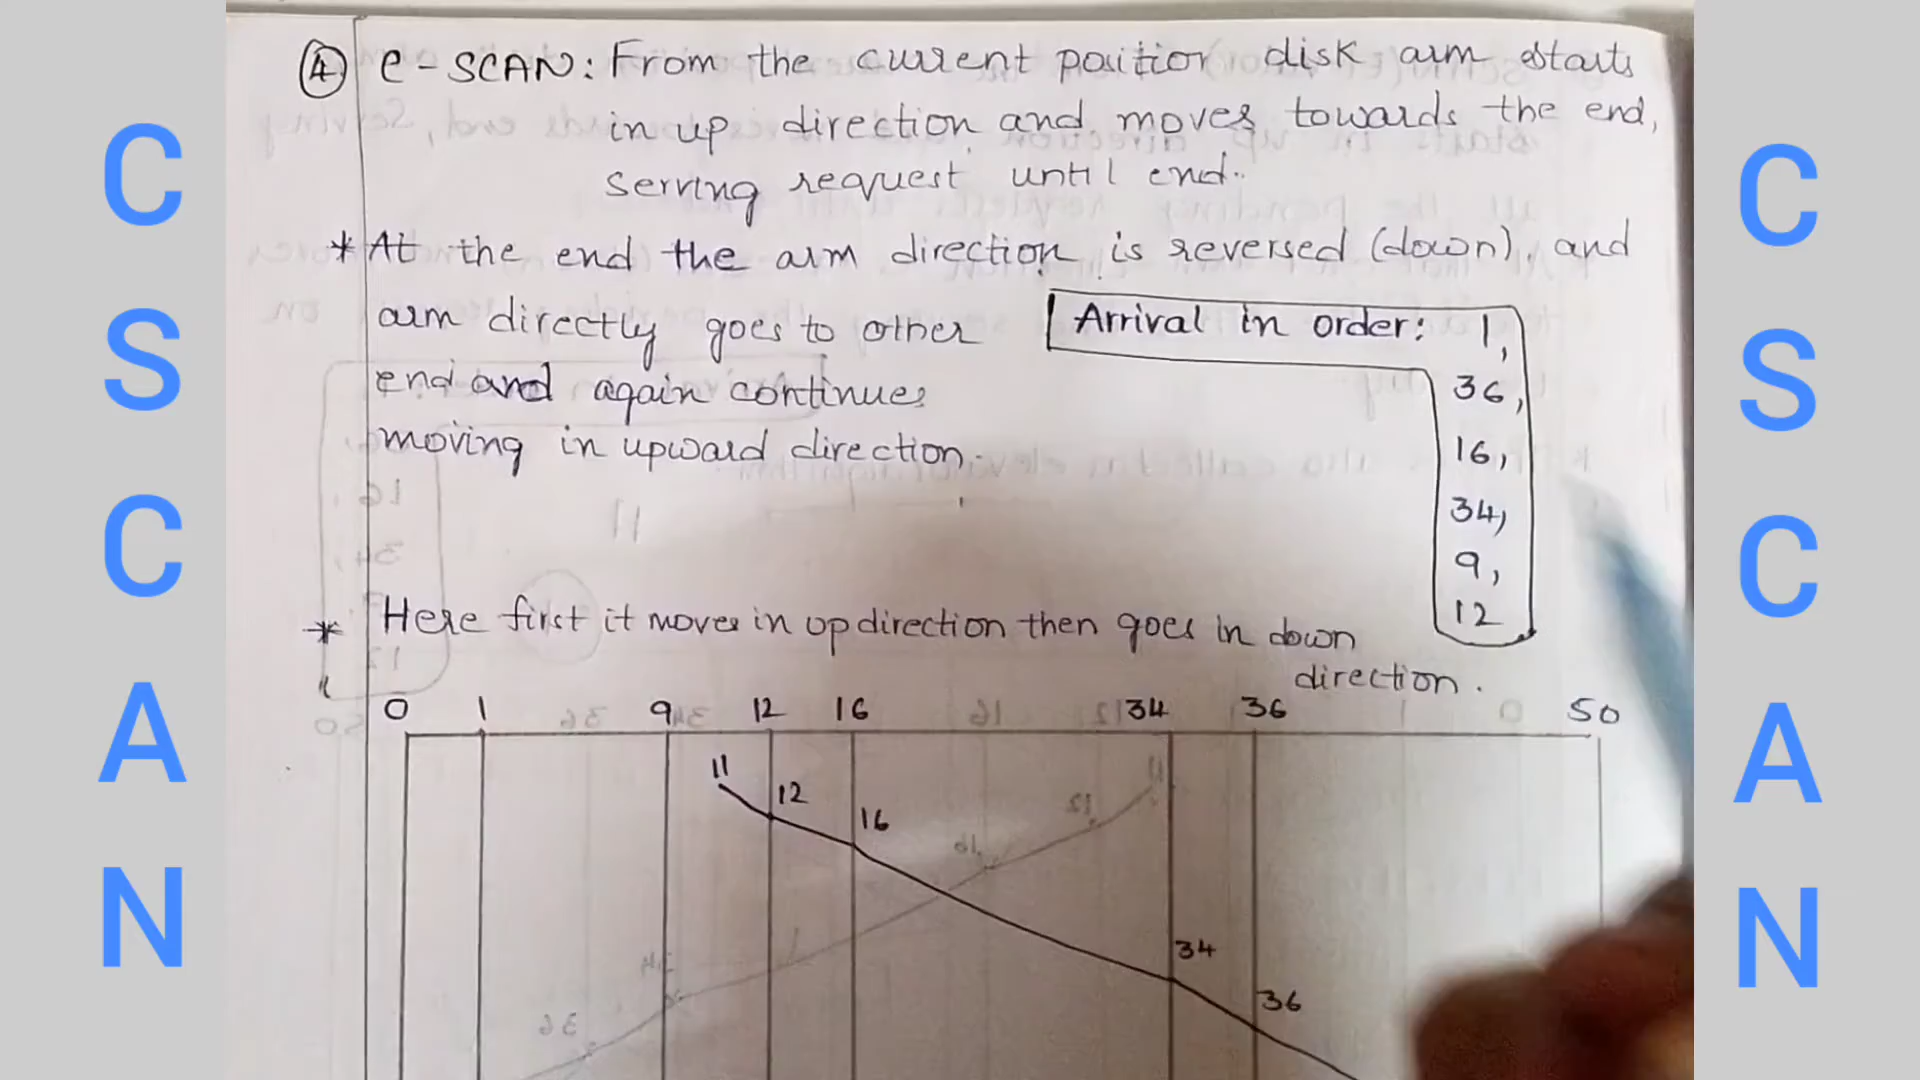 C
S
C
A
N
④ C-SCAN: From the current position disk arm starts
in up direction and moves towards the end,
serving request until end.
* At the end the arm direction is reversed (down), and
arm directly goes to other
end and again continues
moving in upward direction.
Arrival in order: 1,
36,
16,
34,
9,
12
* Here first it moves in up direction then goes in down
direction.
0 1 9 12 16 34 36 50
11
12
16
34
36
C
S
C
A
N